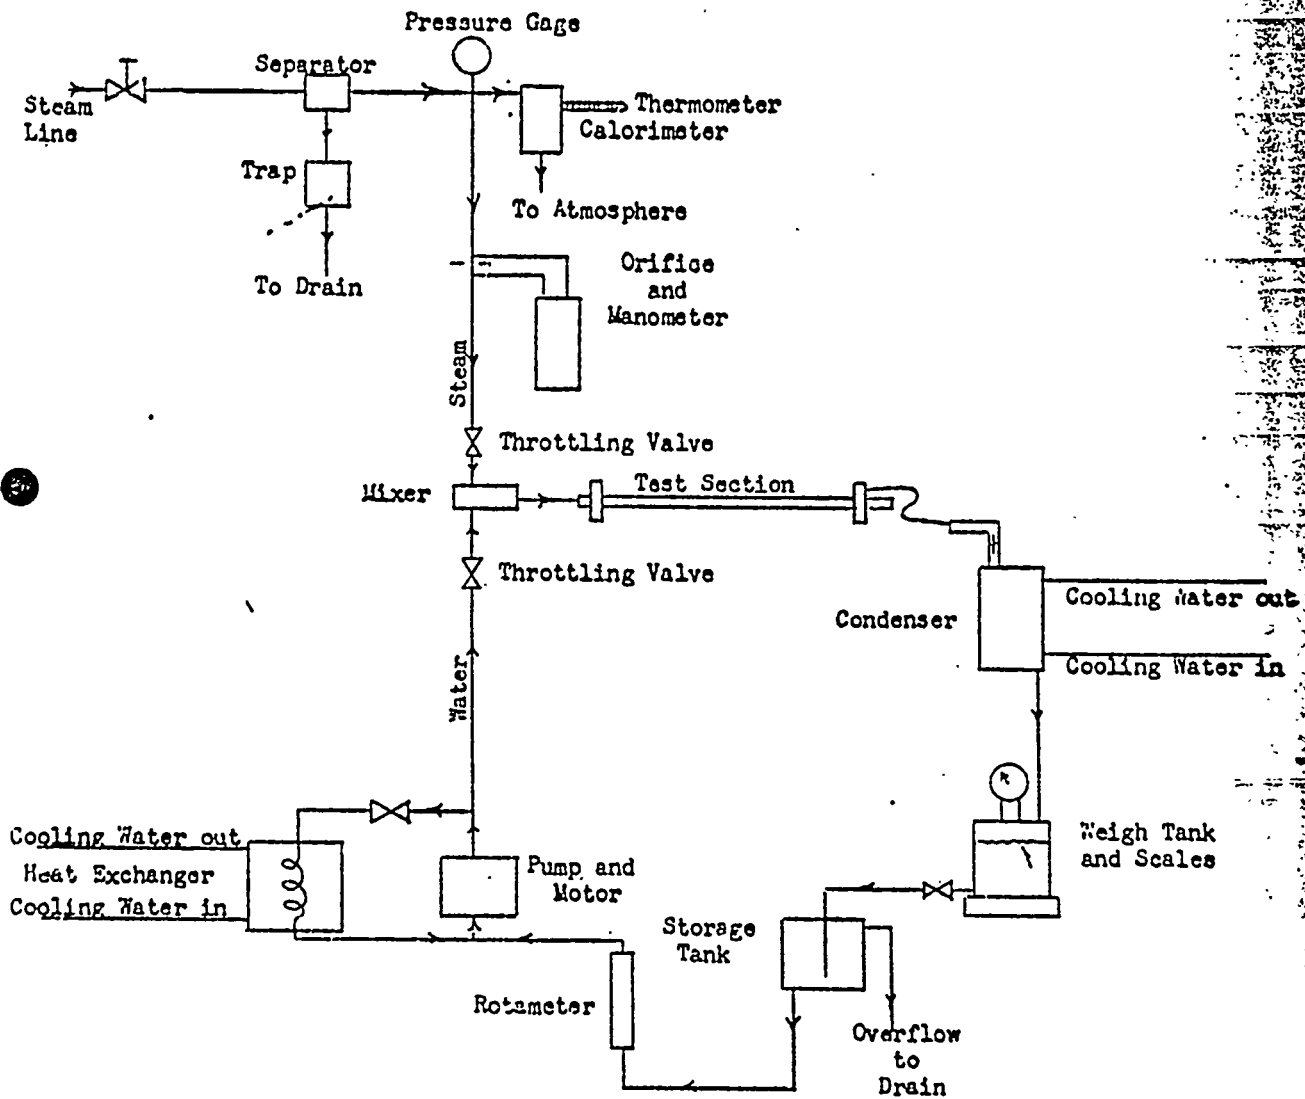 Pressure Gage
Separator
Steam
Line
Thermometer
Calorimeter
Trap
To Atmosphere
To Drain
Orifice
and
Manometer
Steam
Throttling Valve
Mixer
Test Section
Throttling Valve
Condenser
Cooling Water out
Cooling Water in
Water
Cooling Water out
Heat Exchanger
Cooling Water in
Pump and
Motor
Weigh Tank
and Scales
Storage
Tank
Rotameter
Overflow
to
Drain